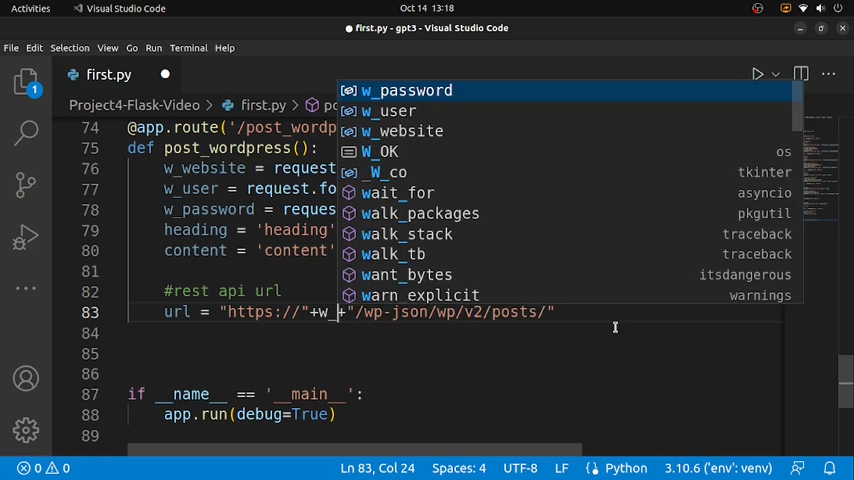 Activities Visual Studio Code Oct 14 13:18
first.py - gpt3 - Visual Studio Code
File Edit Selection View Go Run Terminal Help
1
first.py
Project4-Flask-Video > first.py >
74 @app.route('/post_wordp
75 def post_wordpress():
76 w_website = request
77 w_user = request.fo
78 w_password = reques
79 heading = 'heading'
80 content = 'content'
81
82 #rest api url
83 url = "https://"+w_+"/wp-json/wp/v2/posts/"
84
85
87 if __name__ == '__main__':
88 app.run(debug=True)
89
w_password
w_user
w_website
W_OK os
_W_co tkinter
wait_for asyncio
walk_packages pkgutil
walk_stack traceback
walk_tb traceback
want_bytes itsdangerous
warn_explicit warnings
0 0 Ln 83, Col 24 Spaces: 4 UTF-8 LF Python 3.10.6 ('env': venv)